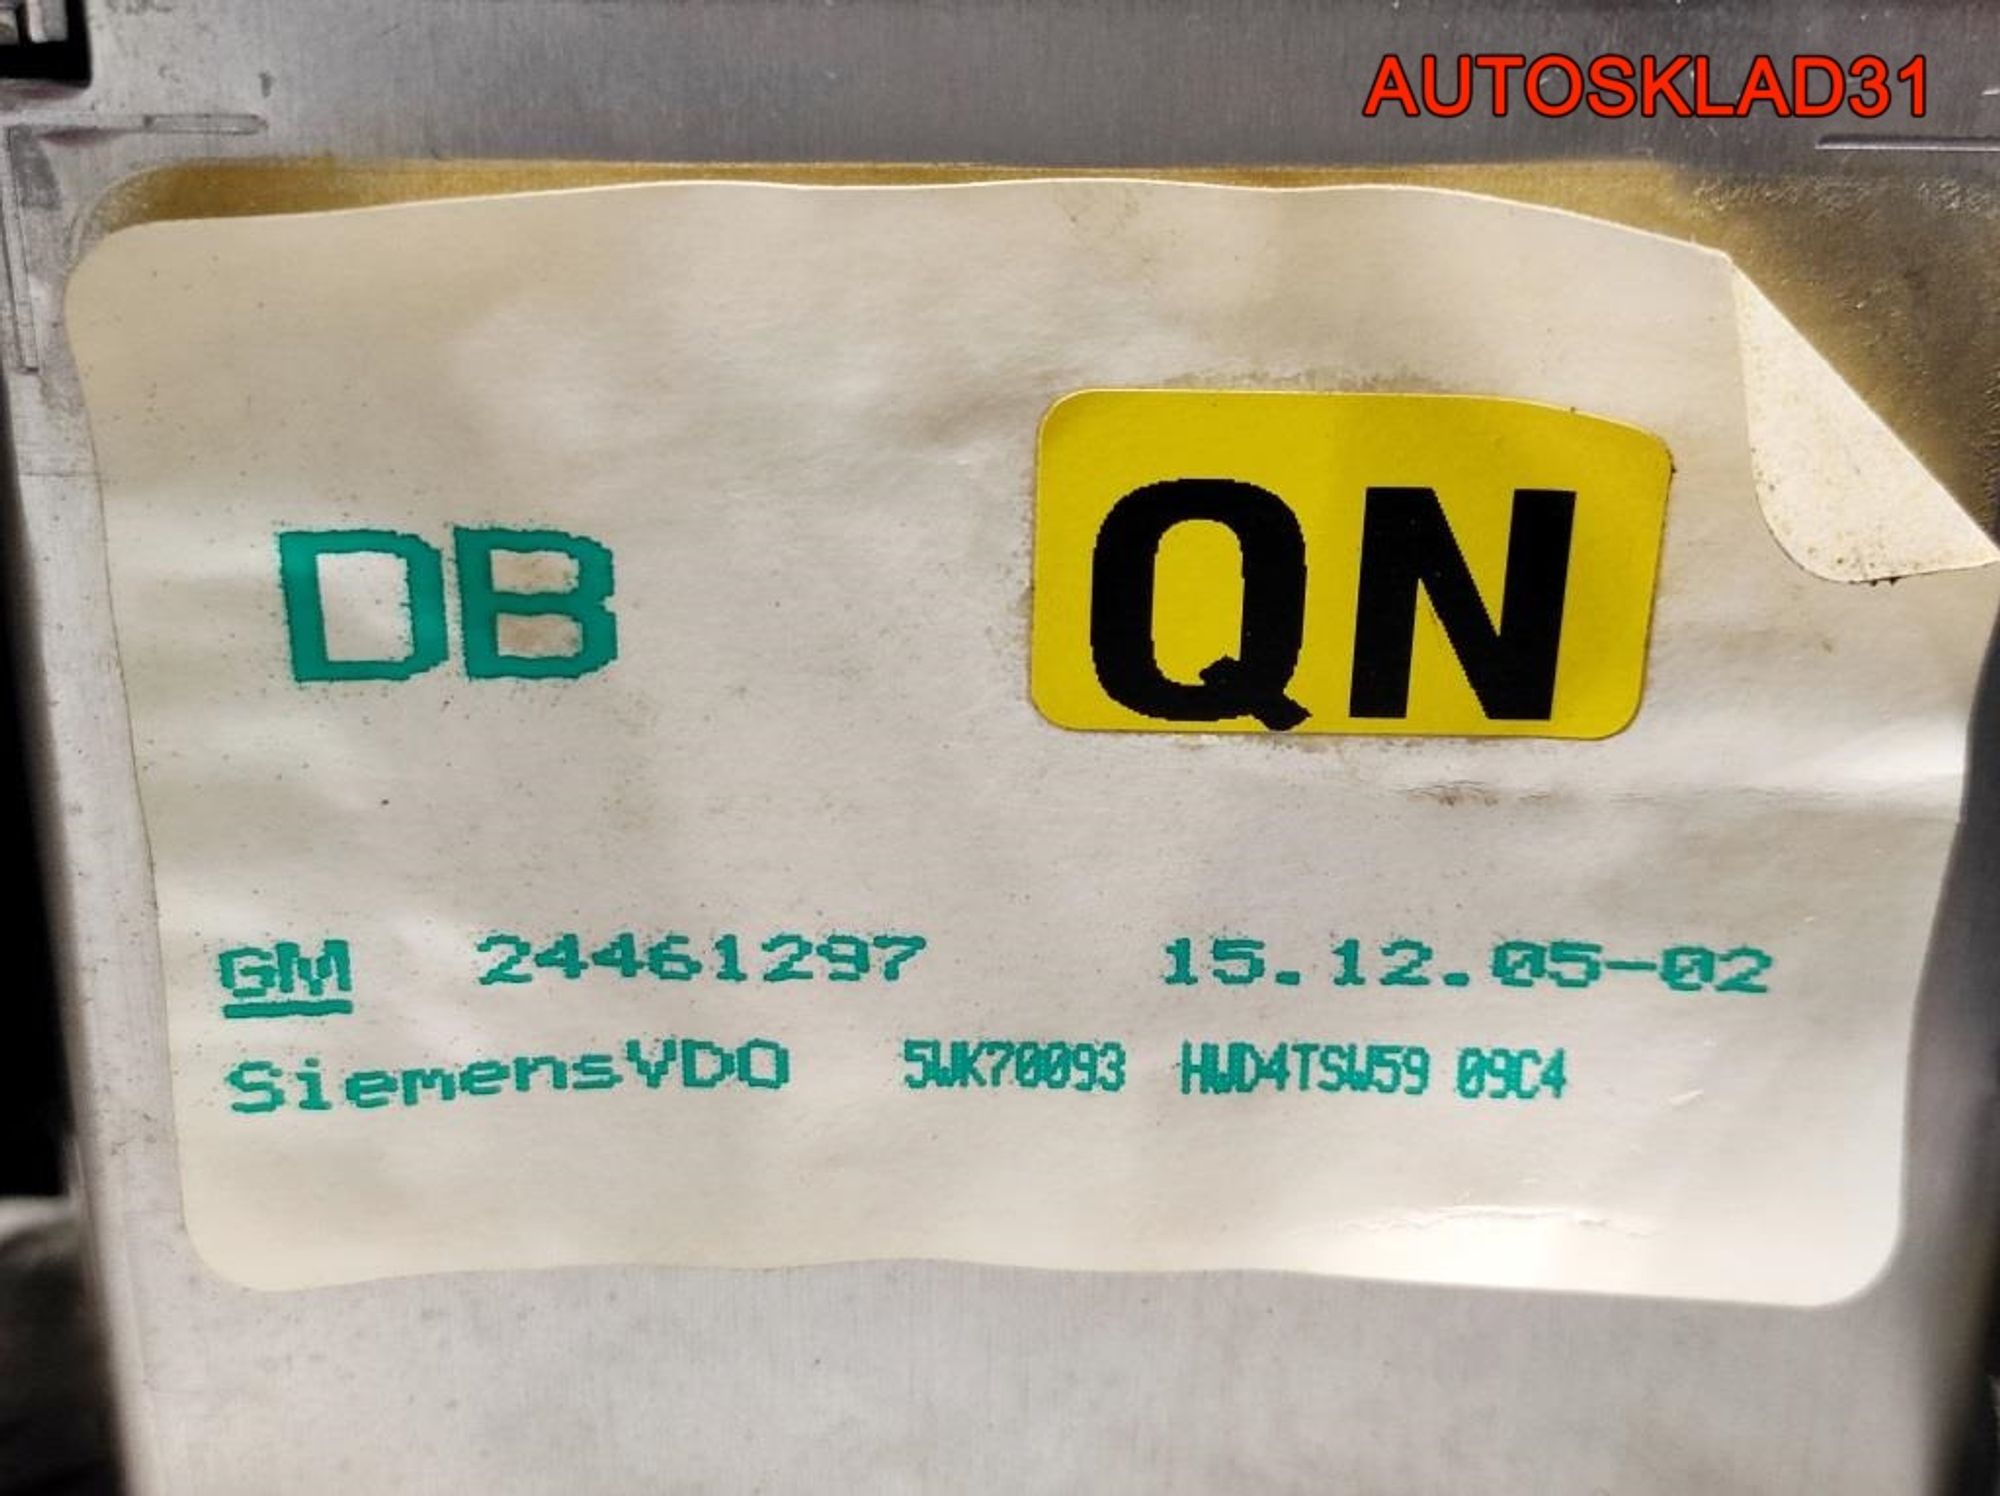 AUTOSKLAD31
DB QN
GM 24461297 15.12.05-02
SiemensVDO 5WK70093 HWD4TSW59 09C4